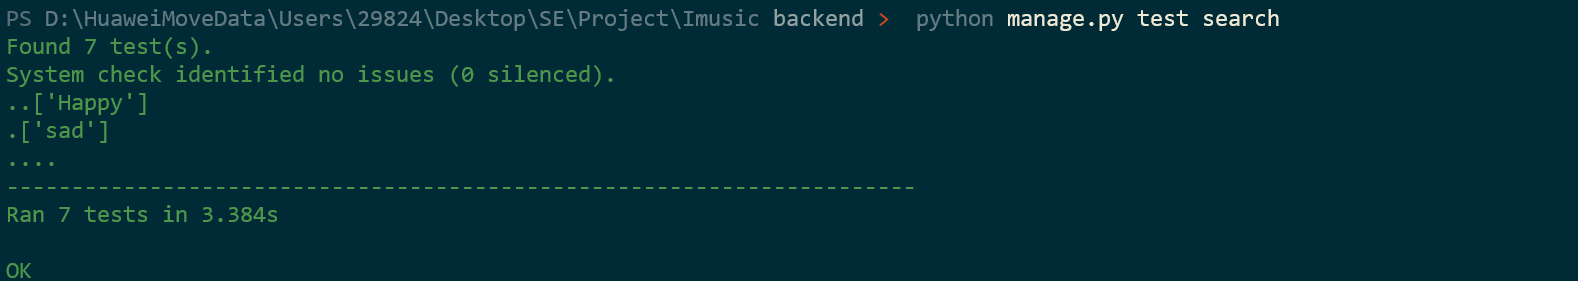 PS D:\HuaweiMoveData\Users\29824\Desktop\SE\Project\Imusic backend >  python manage.py test search
Found 7 test(s).
System check identified no issues (0 silenced).
..['Happy']
.['sad']
....
----------------------------------------------------------------------
Ran 7 tests in 3.384s
OK